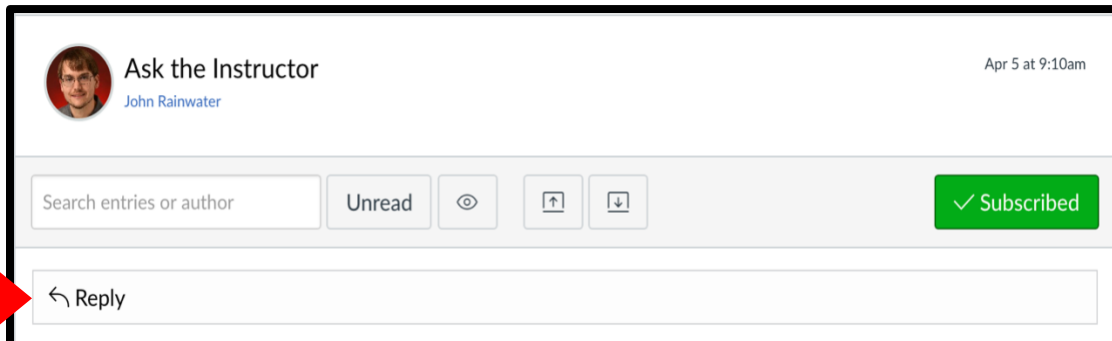 Ask the Instructor
Apr 5 at 9:10am
John Rainwater
Search entries or author
Unread
Subscribed
Reply